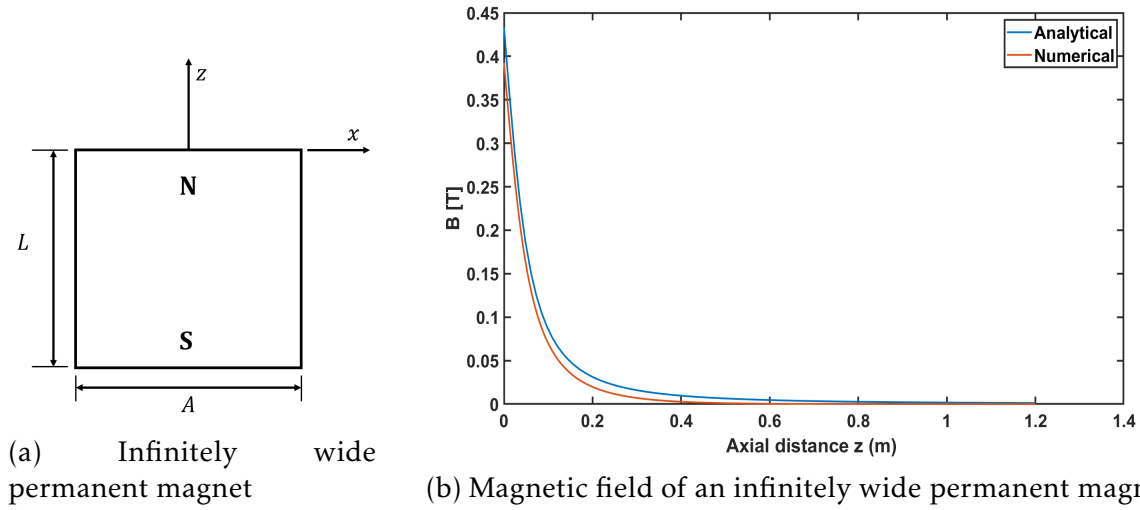 z
x
N
L
S
A
(a) Infinitely wide
permanent magnet
0.45
0.4
0.35
0.3
0.25
0.2
0.15
0.1
0.05
0
B [T]
Analytical
Numerical
0 0.2 0.4 0.6 0.8 1 1.2 1.4
Axial distance z (m)
(b) Magnetic field of an infinitely wide permanent